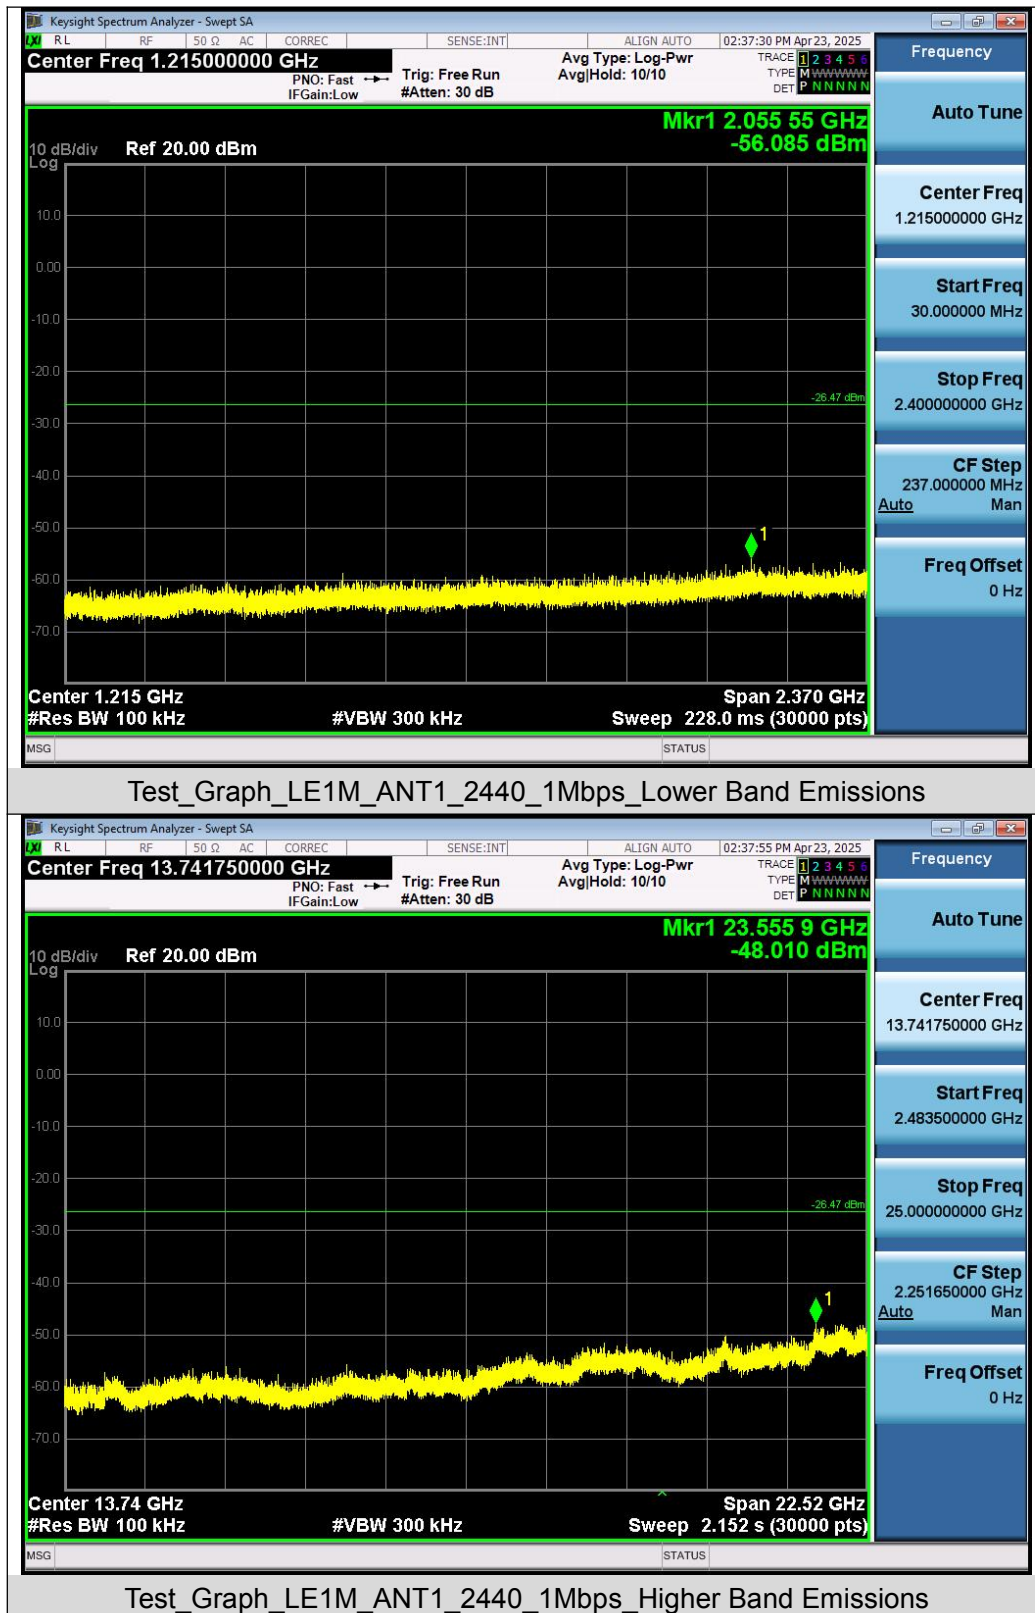 Keysight Spectrum Analyzer - Swept SA
LXI RL RF 50 Ω AC CORREC SENSE:INT ALIGN AUTO 02:37:30 PM Apr 23, 2025
Center Freq 1.215000000 GHz
PNO: Fast Trig: Free Run Avg Type: Log-Pwr TRACE 1 2 3 4 5 6
IFGain:Low #Atten: 30 dB Avg|Hold: 10/10 TYPE M WWWWW
DET P N N N N N
Mkr1 2.055 55 GHz
-56.085 dBm
10 dB/div Ref 20.00 dBm
Log
10.0
0.00
-10.0
-20.0
-26.47 dBm
-30.0
-40.0
-50.0
1
-60.0
-70.0
Center 1.215 GHz Span 2.370 GHz
#Res BW 100 kHz #VBW 300 kHz Sweep 228.0 ms (30000 pts)
MSG STATUS
Frequency
Auto Tune
Center Freq
1.215000000 GHz
Start Freq
30.000000 MHz
Stop Freq
2.400000000 GHz
CF Step
237.000000 MHz
Auto Man
Freq Offset
0 Hz
Test_Graph_LE1M_ANT1_2440_1Mbps_Lower Band Emissions
Keysight Spectrum Analyzer - Swept SA
LXI RL RF 50 Ω AC CORREC SENSE:INT ALIGN AUTO 02:37:55 PM Apr 23, 2025
Center Freq 13.741750000 GHz
PNO: Fast Trig: Free Run Avg Type: Log-Pwr TRACE 1 2 3 4 5 6
IFGain:Low #Atten: 30 dB Avg|Hold: 10/10 TYPE M WWWWW
DET P N N N N N
Mkr1 23.555 9 GHz
-48.010 dBm
10 dB/div Ref 20.00 dBm
Log
10.0
0.00
-10.0
-20.0
-26.47 dBm
-30.0
-40.0
1
-50.0
-60.0
-70.0
Center 13.74 GHz Span 22.52 GHz
#Res BW 100 kHz #VBW 300 kHz Sweep 2.152 s (30000 pts)
MSG STATUS
Frequency
Auto Tune
Center Freq
13.741750000 GHz
Start Freq
2.483500000 GHz
Stop Freq
25.000000000 GHz
CF Step
2.251650000 GHz
Auto Man
Freq Offset
0 Hz
Test_Graph_LE1M_ANT1_2440_1Mbps_Higher Band Emissions